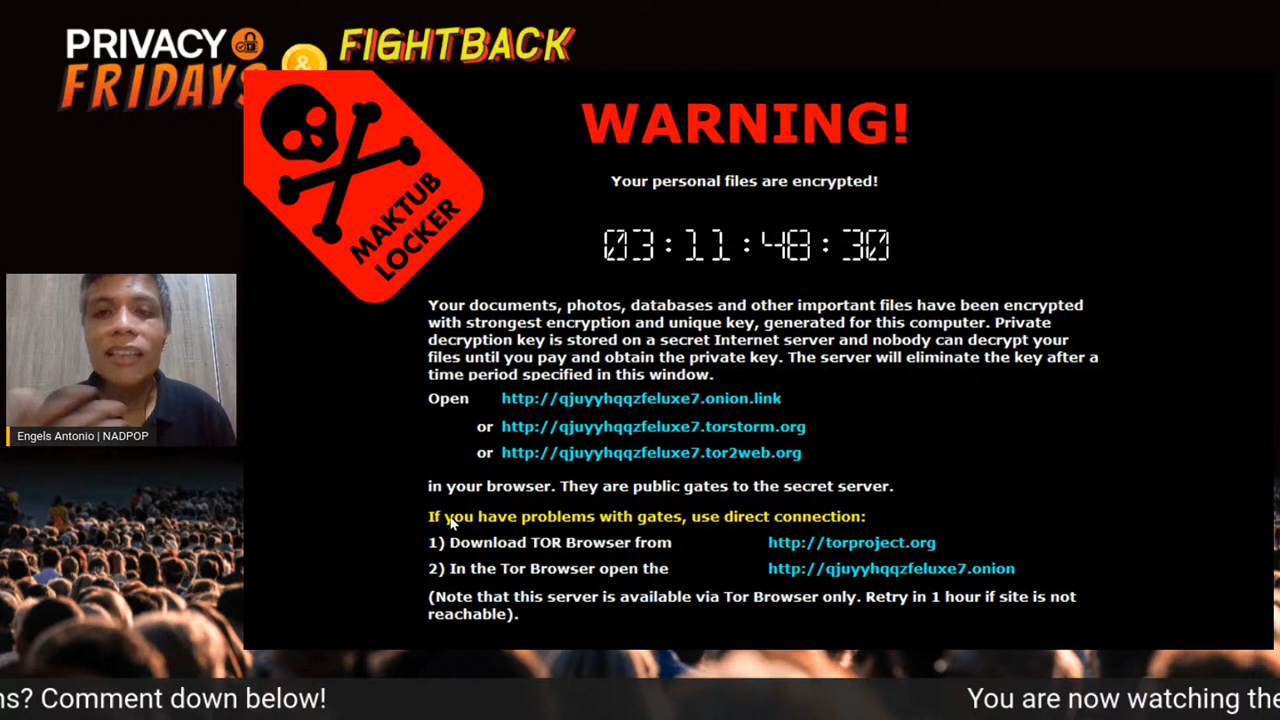 PRIVACY
FRIDAYS
&
FIGHTBACK
MAKTUB
LOCKER
WARNING!
Your personal files are encrypted!
03:11:48:30
Your documents, photos, databases and other important files have been encrypted
with strongest encryption and unique key, generated for this computer. Private
decryption key is stored on a secret Internet server and nobody can decrypt your
files until you pay and obtain the private key. The server will eliminate the key after a
time period specified in this window.
Open http://qjuyyhqqzfeluxe7.onion.link
or http://qjuyyhqqzfeluxe7.torstorm.org
or http://qjuyyhqqzfeluxe7.tor2web.org
in your browser. They are public gates to the secret server.
If you have problems with gates, use direct connection:
1) Download TOR Browser from http://torproject.org
2) In the Tor Browser open the http://qjuyyhqqzfeluxe7.onion
(Note that this server is available via Tor Browser only. Retry in 1 hour if site is not
reachable).
Engels Antonio | NADPOP
ns? Comment down below! You are now watching the